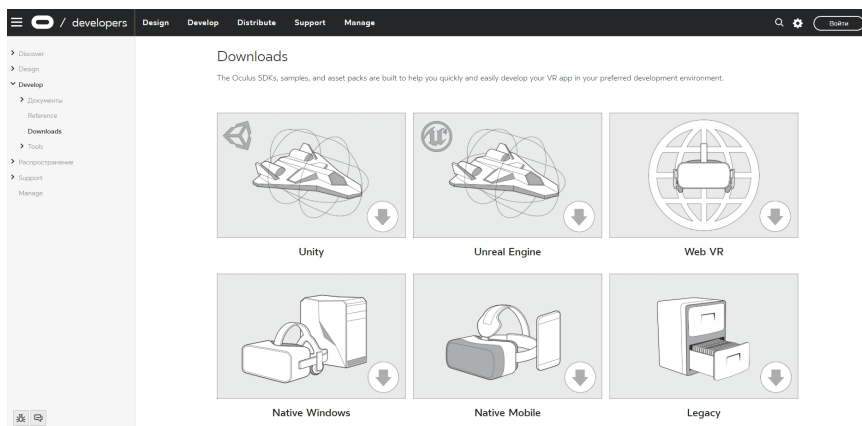 / developers
Design Develop Distribute Support Manage
Войти
Discover
Design
Develop
Документы
Reference
Downloads
Tools
Распространение
Support
Manage
Downloads
The Oculus SDKs, samples, and asset packs are built to help you quickly and easily develop your VR app in your preferred development environment.
Unity
Unreal Engine
Web VR
Native Windows
Native Mobile
Legacy